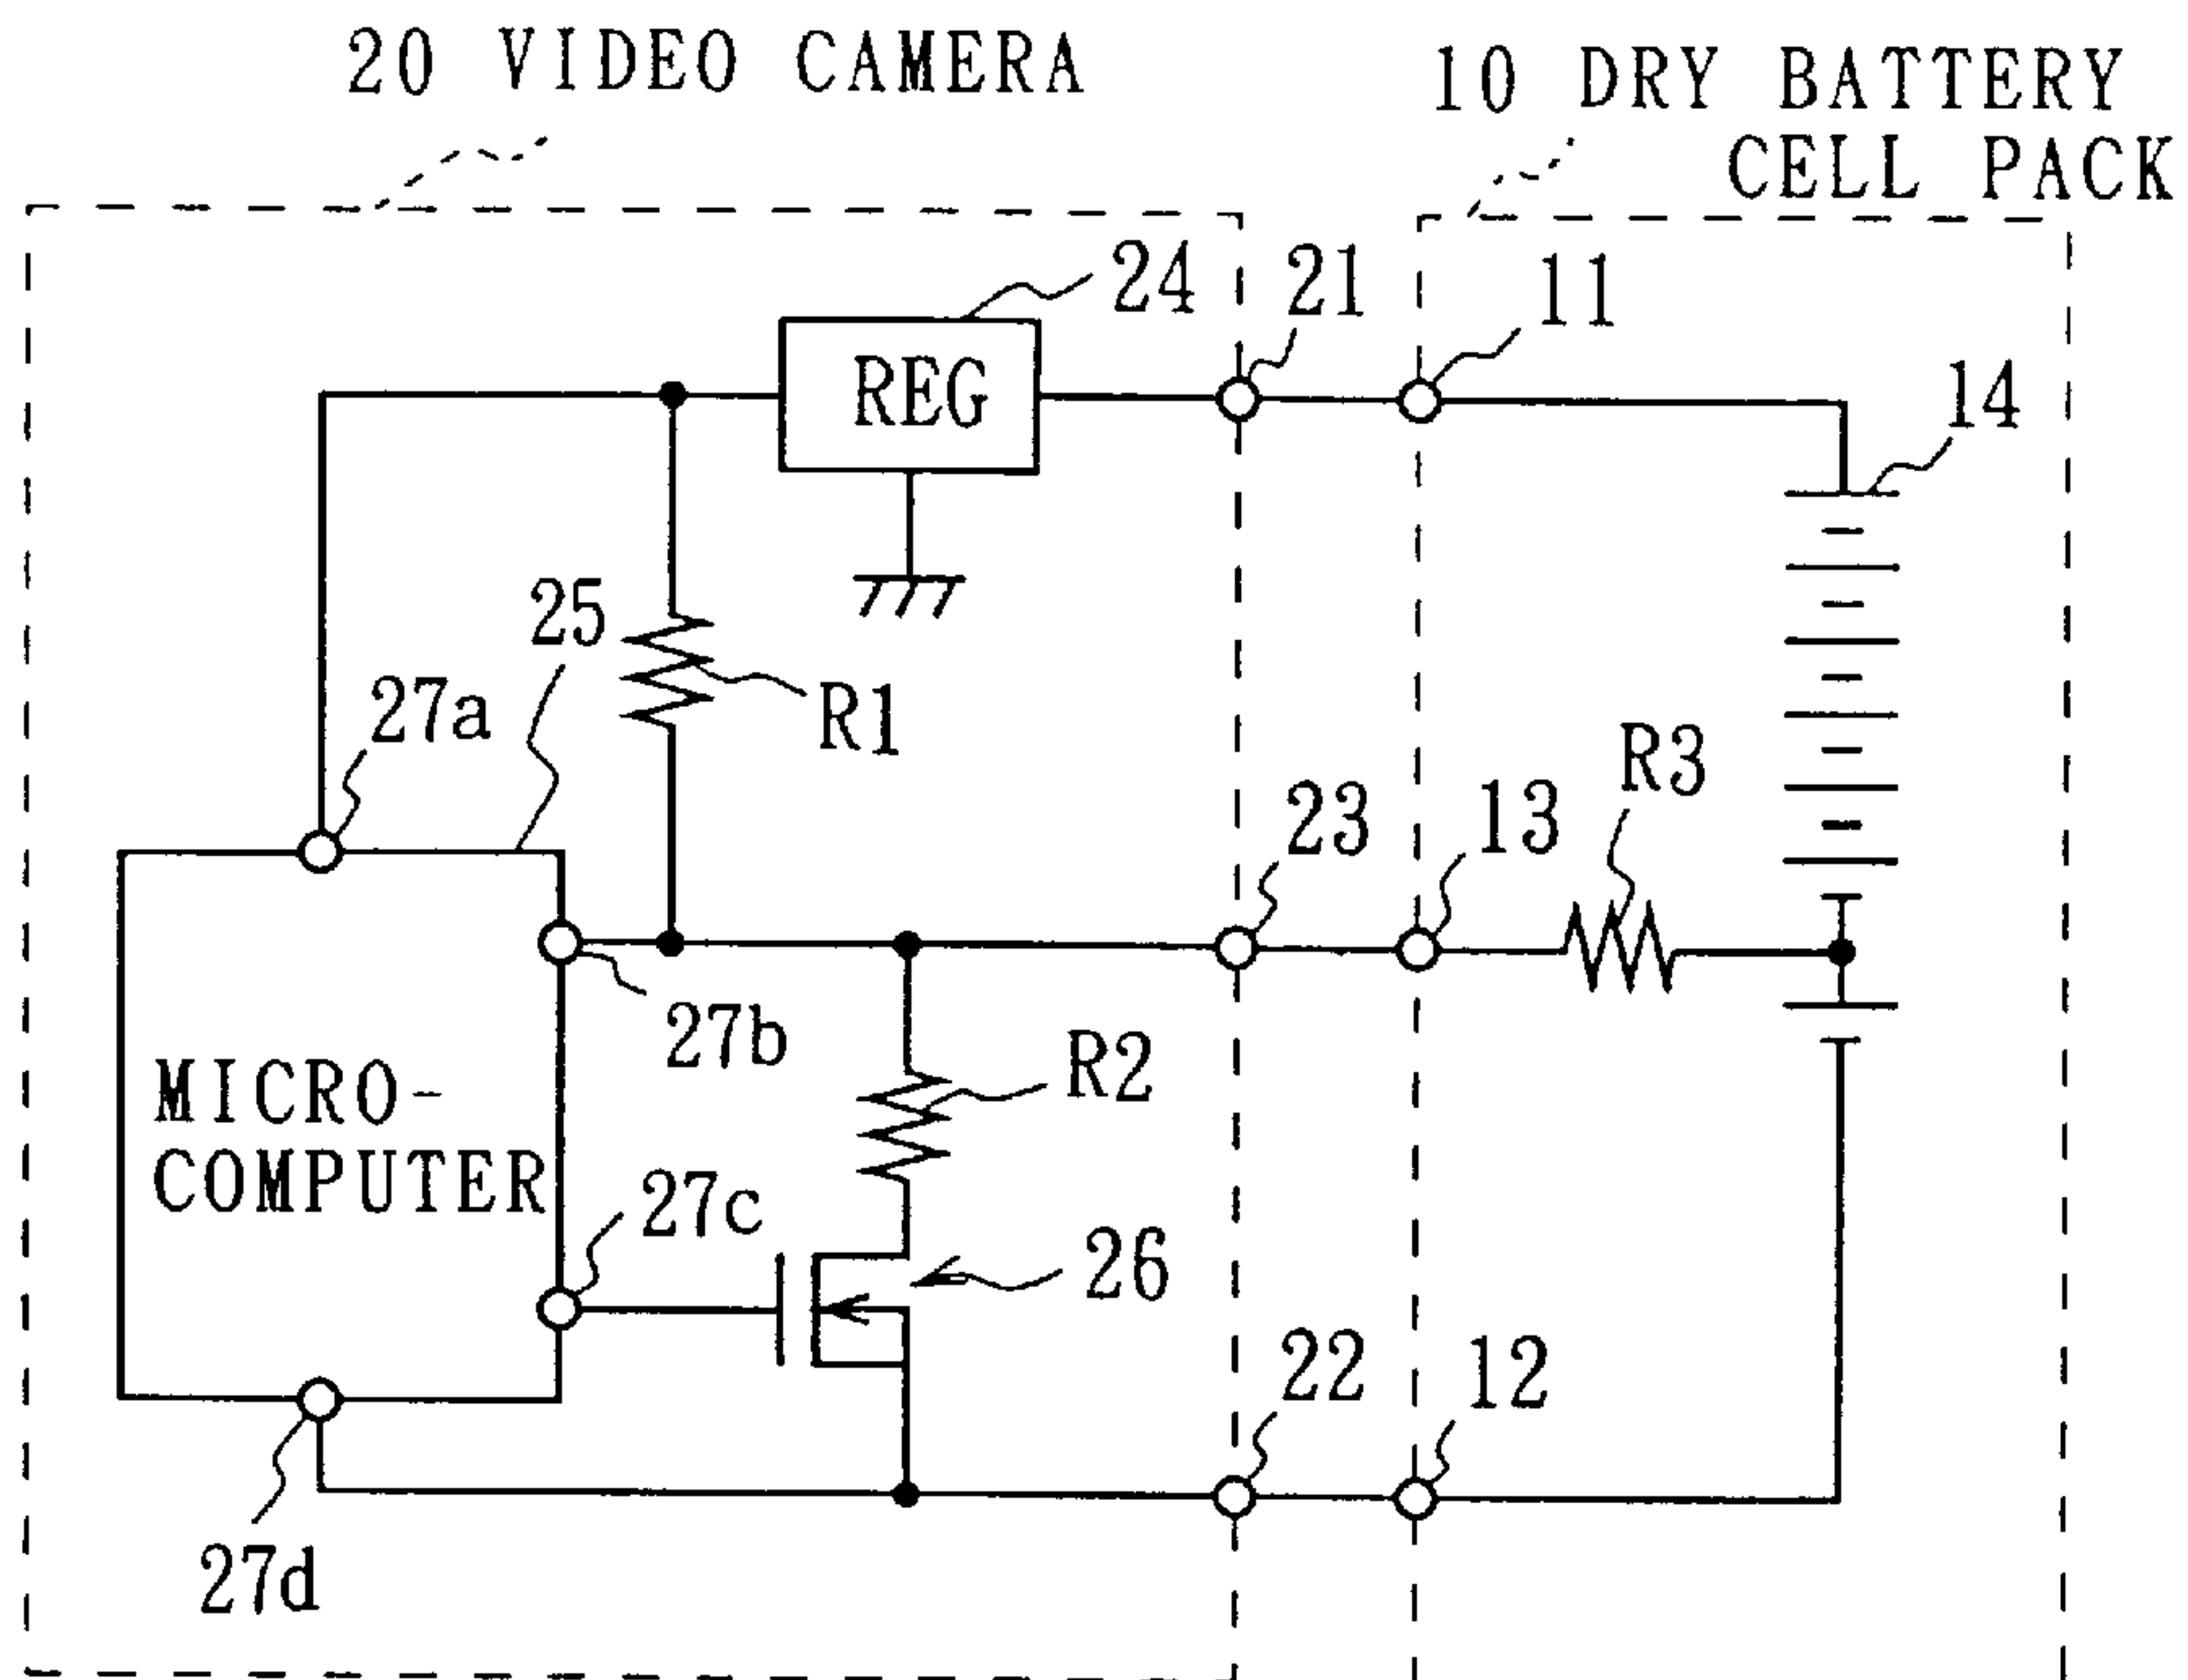 20 VIDEO CAMERA
10 DRY BATTERY
CELL PACK
24
21
11
REG
14
25
27a
R1
R3
23
13
27b
R2
MICRO-
COMPUTER
27c
26
22
12
27d